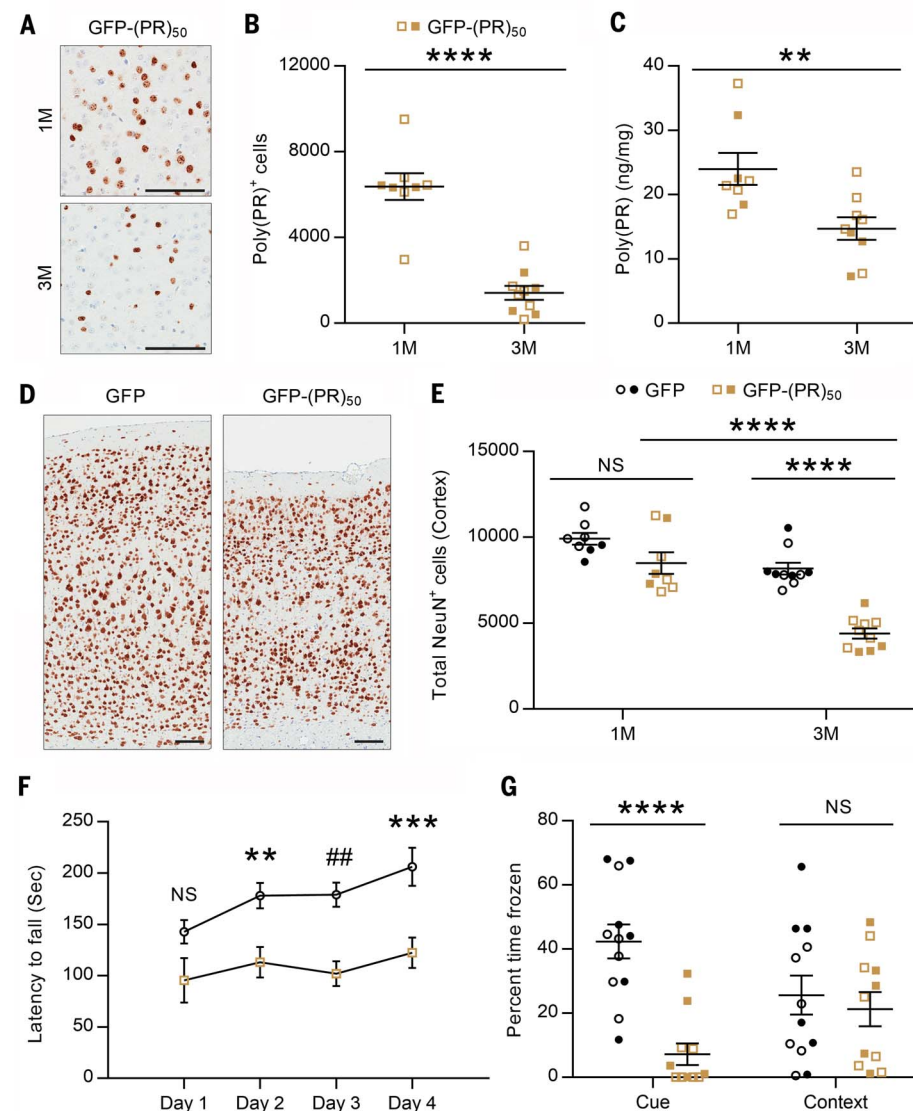 A
GFP-(PR)50
1M
3M
B
GFP-(PR)50
****
12000
8000
4000
0
Poly(PR)+ cells
1M 3M
C
**
40
30
20
10
0
Poly(PR) (ng/mg)
1M 3M
D
GFP GFP-(PR)50
E
GFP GFP-(PR)50
****
NS ****
15000
10000
5000
0
Total NeuN+ cells (Cortex)
1M 3M
F
250
200
150
100
50
0
Latency to fall (Sec)
NS ** ## ***
Day 1 Day 2 Day 3 Day 4
G
**** NS
80
60
40
20
0
Percent time frozen
Cue Context